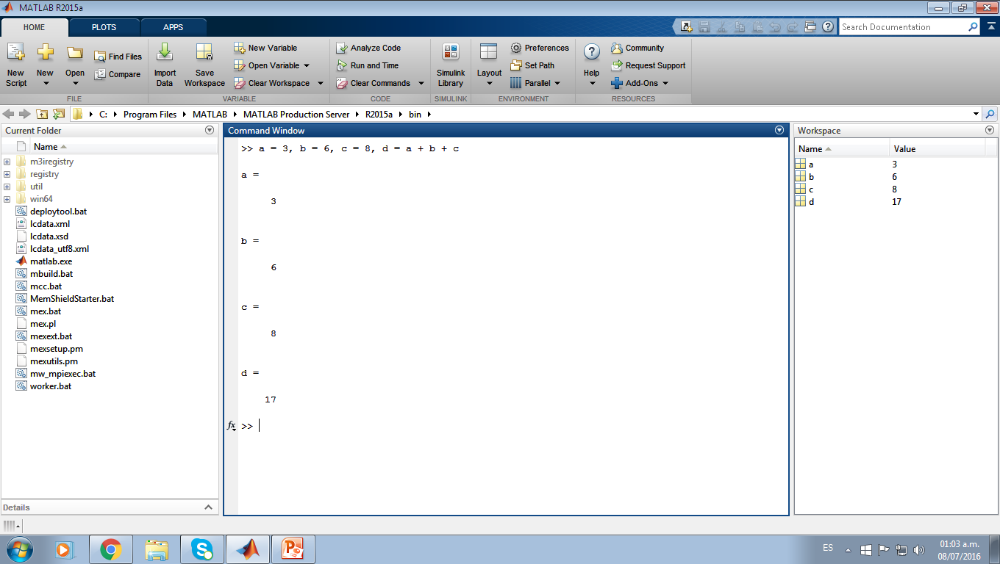 MATLAB R2015a
HOME PLOTS APPS
Search Documentation
New Script
New
Open
Find Files
Compare
FILE
Import Data
Save Workspace
New Variable
Open Variable
Clear Workspace
VARIABLE
Analyze Code
Run and Time
Clear Commands
CODE
Simulink Library
SIMULINK
Layout
Preferences
Set Path
Parallel
ENVIRONMENT
Help
Community
Request Support
Add-Ons
RESOURCES
C: Program Files MATLAB MATLAB Production Server R2015a bin
Current Folder
Name
m3iregistry
registry
util
win64
deploytool.bat
lcdata.xml
lcdata.xsd
lcdata_utf8.xml
matlab.exe
mbuild.bat
mcc.bat
MemShieldStarter.bat
mex.bat
mex.pl
mexext.bat
mexsetup.pm
mexutils.pm
mw_mpiexec.bat
worker.bat
Details
Command Window
>> a = 3, b = 6, c = 8, d = a + b + c
a =
3
b =
6
c =
8
d =
17
fx >>
Workspace
Name Value
a 3
b 6
c 8
d 17
ES
01:03 a.m.
08/07/2016